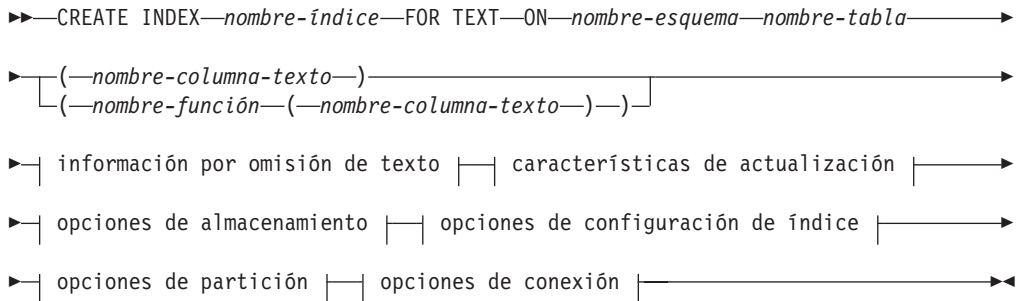 CREATE INDEX nombre-índice FOR TEXT ON nombre-esquema nombre-tabla
( nombre-columna-texto )
( nombre-función ( nombre-columna-texto ) )
información por omisión de texto características de actualización
opciones de almacenamiento opciones de configuración de índice
opciones de partición opciones de conexión